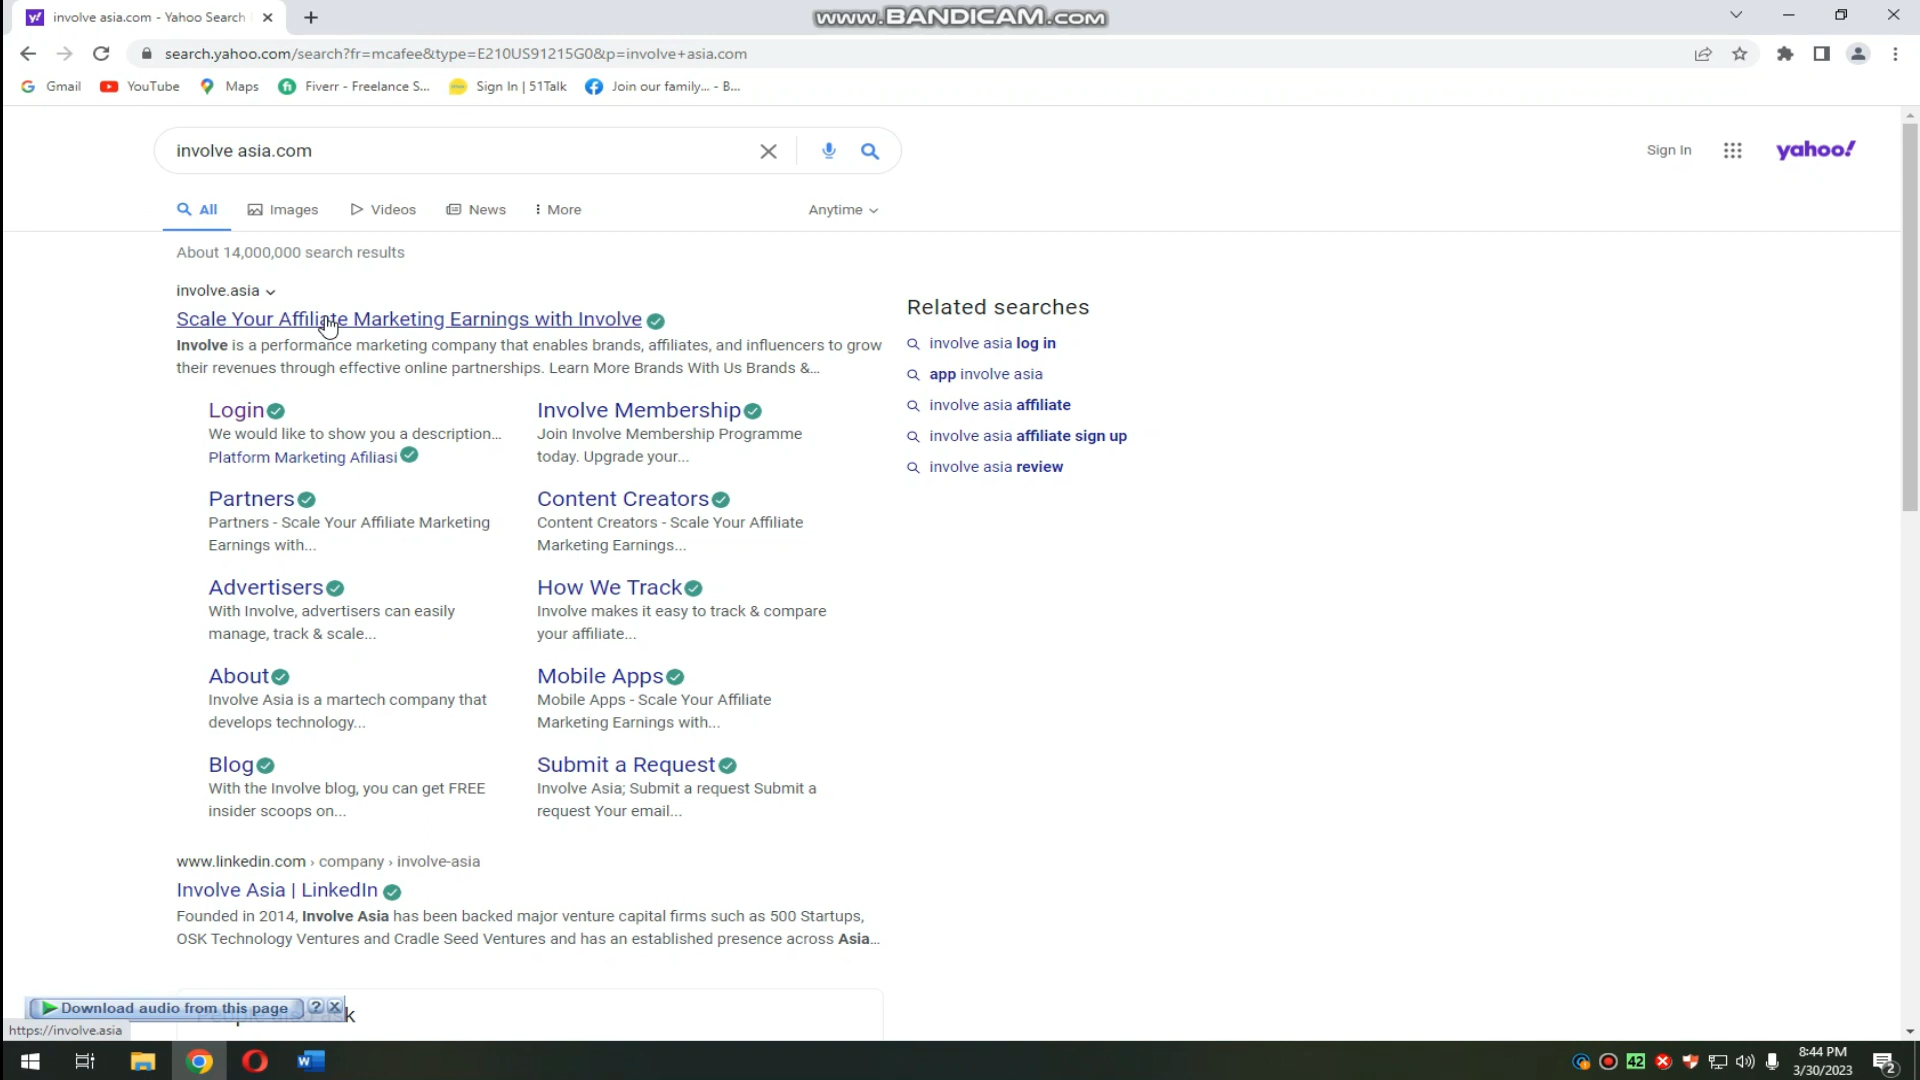 involve asia.com - Yahoo Search
www.BANDICAM.com
search.yahoo.com/search?fr=mcafee&type=E210US91215G0&p=involve+asia.com
Gmail
YouTube
Maps
Fiverr - Freelance S...
Sign In | 51Talk
Join our family... - B...
involve asia.com
Sign In
yahoo!
All
Images
Videos
News
More
Anytime
About 14,000,000 search results
involve.asia
Scale Your Affiliate Marketing Earnings with Involve
Involve is a performance marketing company that enables brands, affiliates, and influencers to grow
their revenues through effective online partnerships. Learn More Brands With Us Brands &...
Login
We would like to show you a description...
Platform Marketing Afiliasi
Involve Membership
Join Involve Membership Programme
today. Upgrade your...
Partners
Partners - Scale Your Affiliate Marketing
Earnings with...
Content Creators
Content Creators - Scale Your Affiliate
Marketing Earnings...
Advertisers
With Involve, advertisers can easily
manage, track & scale...
How We Track
Involve makes it easy to track & compare
your affiliate...
About
Involve Asia is a martech company that
develops technology...
Mobile Apps
Mobile Apps - Scale Your Affiliate
Marketing Earnings with...
Blog
With the Involve blog, you can get FREE
insider scoops on...
Submit a Request
Involve Asia; Submit a request Submit a
request Your email...
www.linkedin.com › company › involve-asia
Involve Asia | LinkedIn
Founded in 2014, Involve Asia has been backed major venture capital firms such as 500 Startups,
OSK Technology Ventures and Cradle Seed Ventures and has an established presence across Asia...
Related searches
involve asia log in
app involve asia
involve asia affiliate
involve asia affiliate sign up
involve asia review
Download audio from this page
https://involve.asia
42
8:44 PM
3/30/2023
2